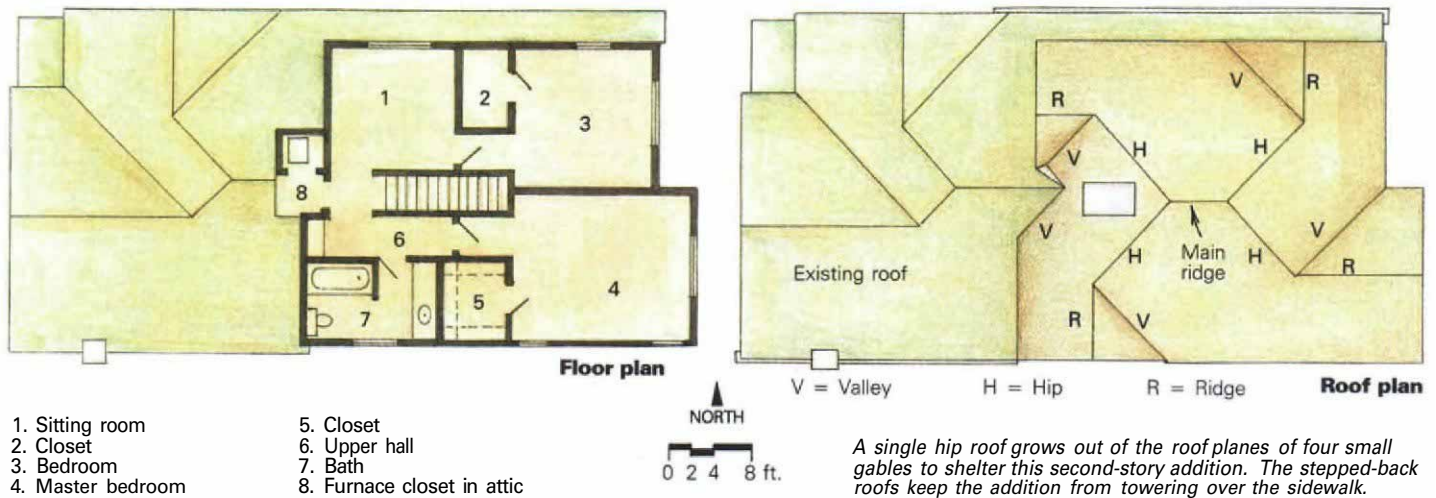 1
2
3
8
6
4
5
7
Floor plan
R
V
R
V
H
H
V
Main
ridge
V
H
H
R
Existing roof
R
V
V = Valley
H = Hip
R = Ridge
Roof plan
NORTH
0 2 4 8 ft.
1. Sitting room
2. Closet
3. Bedroom
4. Master bedroom
5. Closet
6. Upper hall
7. Bath
8. Furnace closet in attic
A single hip roof grows out of the roof planes of four small
gables to shelter this second-story addition. The stepped-back
roofs keep the addition from towering over the sidewalk.